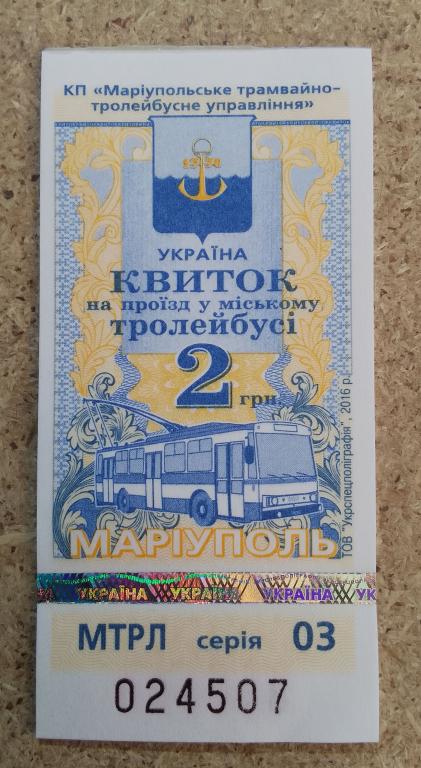 КП «Маріупольське трамвайно-
тролейбусне управління»
1778
УКРАЇНА
КВИТОК
на проїзд у міському
тролейбусі
2 грн.
МАРІУПОЛЬ
ТОВ "Укрспецполіграфія", 2016 р.
УКРАЇНА УКРАЇНА УКРАЇНА УК
МТРЛ серія 03
024507